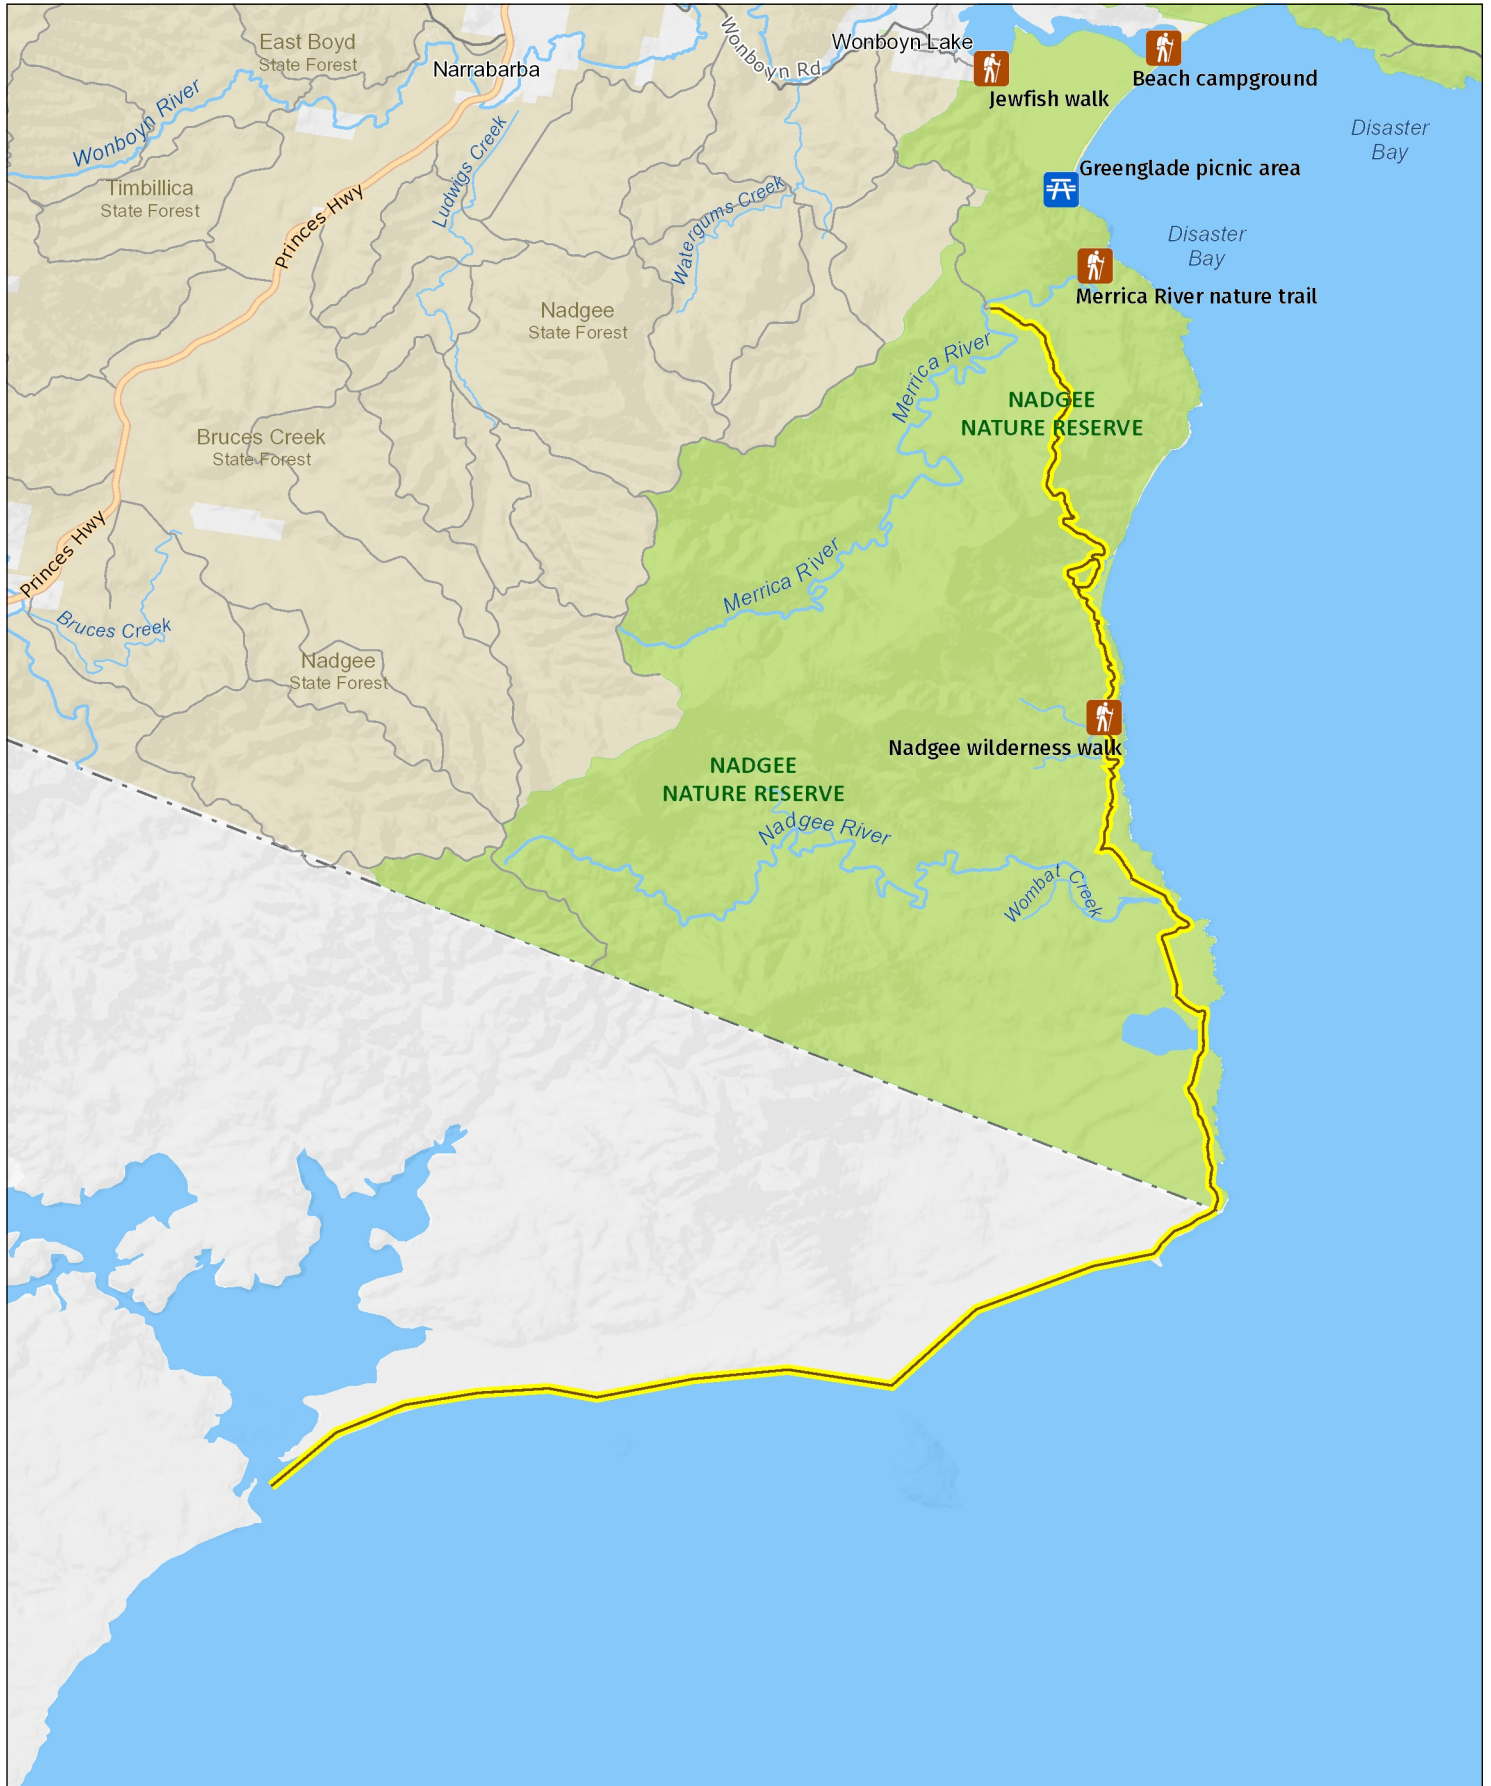 East Boyd
State Forest
Wonboyn Rd
Wonboyn Lake
Narrabarba
Beach campground
Jewfish walk
Wonboyn River
Disaster
Bay
Ludwigs Creek
Greenglade picnic area
Timbillica
State Forest
Princes Hwy
Watergums Creek
Disaster
Bay
Merrica River nature trail
Nadgee
State Forest
Merrica River
NADGEE
NATURE RESERVE
Bruces Creek
State Forest
Princes Hwy
Merrica River
Bruces Creek
Nadgee
State Forest
Nadgee wilderness walk
NADGEE
NATURE RESERVE
Nadgee River
Wombat Creek